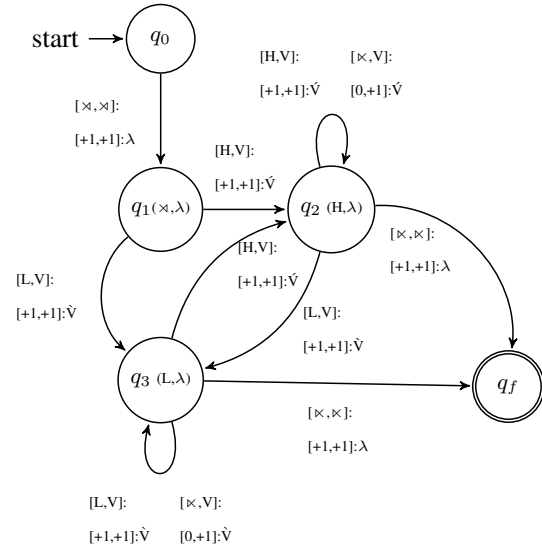 start
q0
[⋊,⋊]:
[+1,+1]:λ
[H,V]:
[+1,+1]:V́
[⋉,V]:
[0,+1]:V́
[H,V]:
[+1,+1]:V́
q1(⋊,λ)
q2 (H,λ)
[⋉,⋉]:
[+1,+1]:λ
[H,V]:
[+1,+1]:V́
[L,V]:
[+1,+1]:V̀
[L,V]:
[+1,+1]:V̀
q3 (L,λ)
qf
[⋉,⋉]:
[+1,+1]:λ
[L,V]:
[+1,+1]:V̀
[⋉,V]:
[0,+1]:V̀